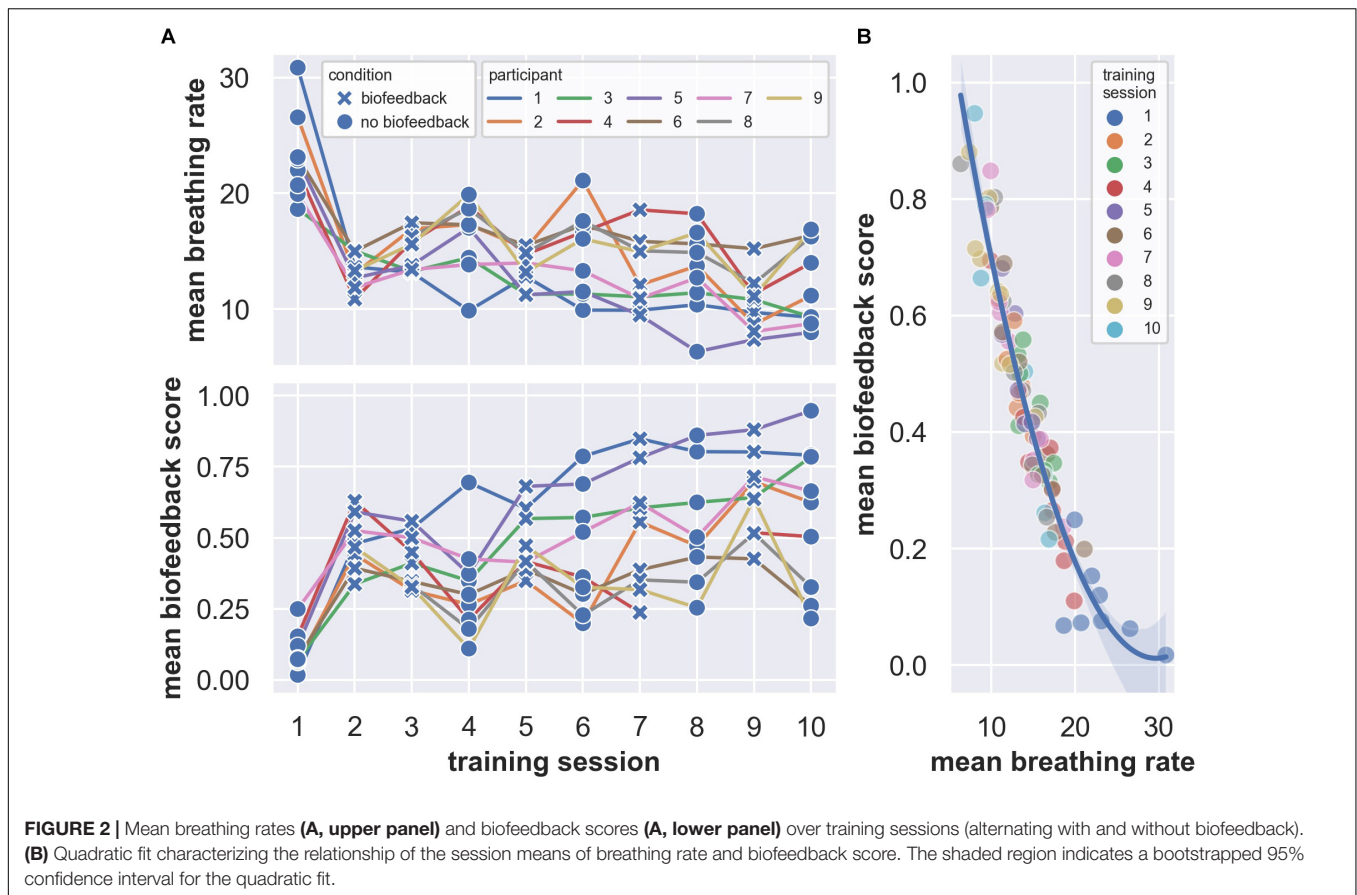 A
mean breathing rate
30
20
10
condition
biofeedback
no biofeedback
participant
1 3 5 7 9
2 4 6 8
mean biofeedback score
1.00
0.75
0.50
0.25
0.00
1 2 3 4 5 6 7 8 9 10
training session
B
mean biofeedback score
1.0
0.8
0.6
0.4
0.2
0.0
training
session
1
2
3
4
5
6
7
8
9
10
10 20 30
mean breathing rate
FIGURE 2 | Mean breathing rates (A, upper panel) and biofeedback scores (A, lower panel) over training sessions (alternating with and without biofeedback).
(B) Quadratic fit characterizing the relationship of the session means of breathing rate and biofeedback score. The shaded region indicates a bootstrapped 95%
confidence interval for the quadratic fit.